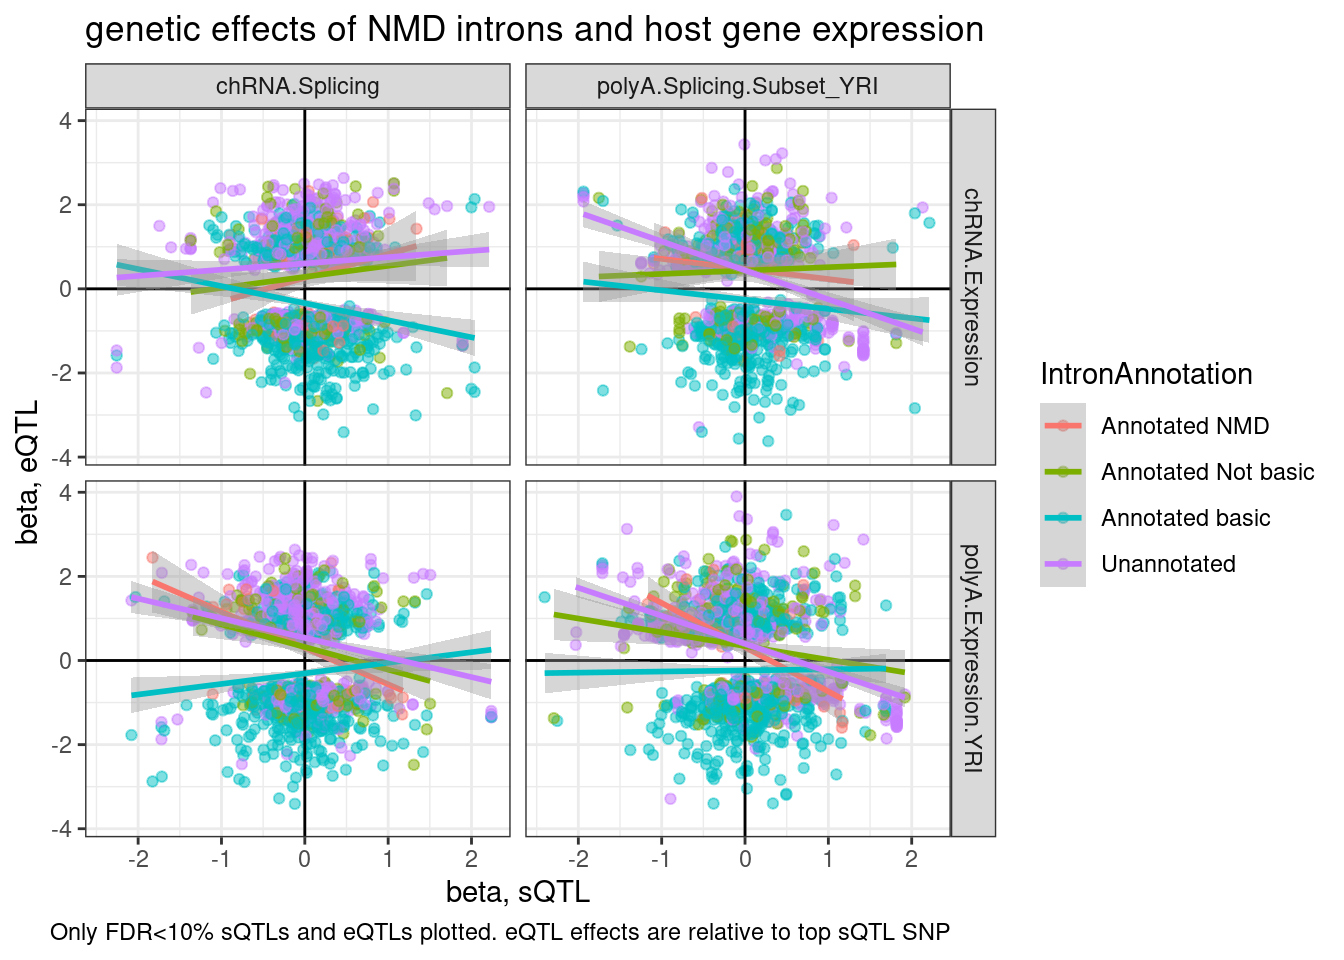 genetic effects of NMD introns and host gene expression
chRNA.Splicing
polyA.Splicing.Subset_YRI
4
2
0
-2
-4
chRNA.Expression
4
2
0
-2
-4
polyA.Expression.YRI
beta, eQTL
-2 -1 0 1 2
-2 -1 0 1 2
beta, sQTL
IntronAnnotation
Annotated NMD
Annotated Not basic
Annotated basic
Unannotated
Only FDR<10% sQTLs and eQTLs plotted. eQTL effects are relative to top sQTL SNP